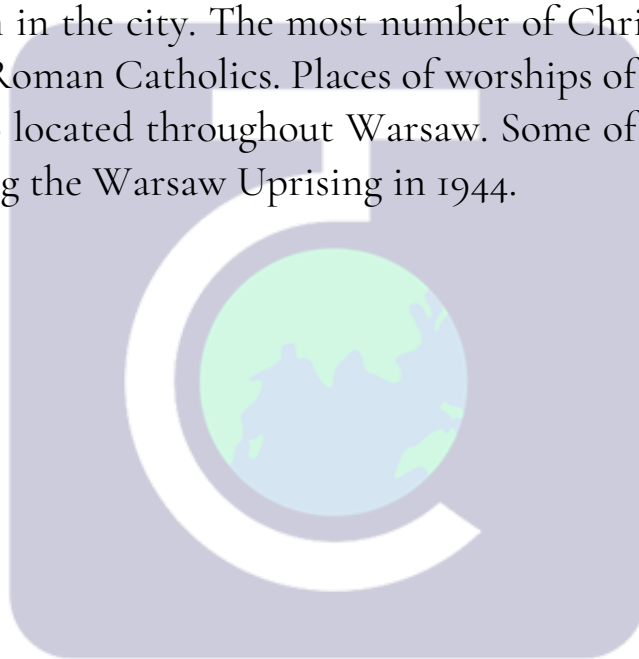 in the city. The most number of Chri
Roman Catholics. Places of worships of
located throughout Warsaw. Some of
g the Warsaw Uprising in 1944.